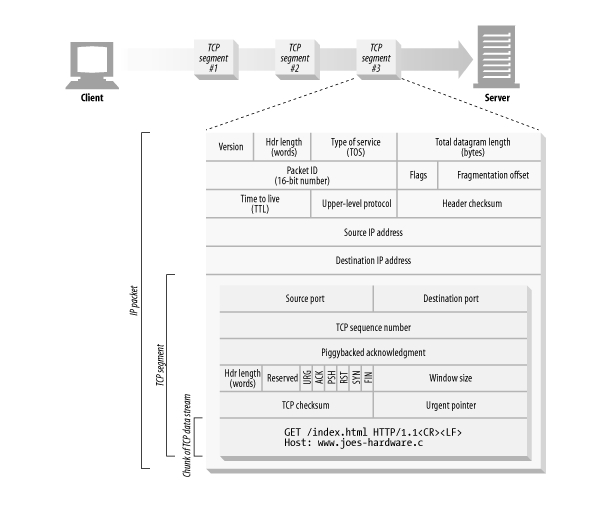 TCP
segment
#1
TCP
segment
#2
TCP
segment
#3
Client
Server
Version
Hdr length
(words)
Type of service
(TOS)
Total datagram length
(bytes)
Packet ID
(16-bit number)
Flags
Fragmentation offset
Time to live
(TTL)
Upper-level protocol
Header checksum
Source IP address
Destination IP address
IP packet
TCP segment
Chunk of TCP data stream
Source port
Destination port
TCP sequence number
Piggybacked acknowledgment
Hdr length
(words)
Reserved
URG
ACK
PSH
RST
SYN
FIN
Window size
TCP checksum
Urgent pointer
GET /index.html HTTP/1.1<CR><LF>
Host: www.joes-hardware.c